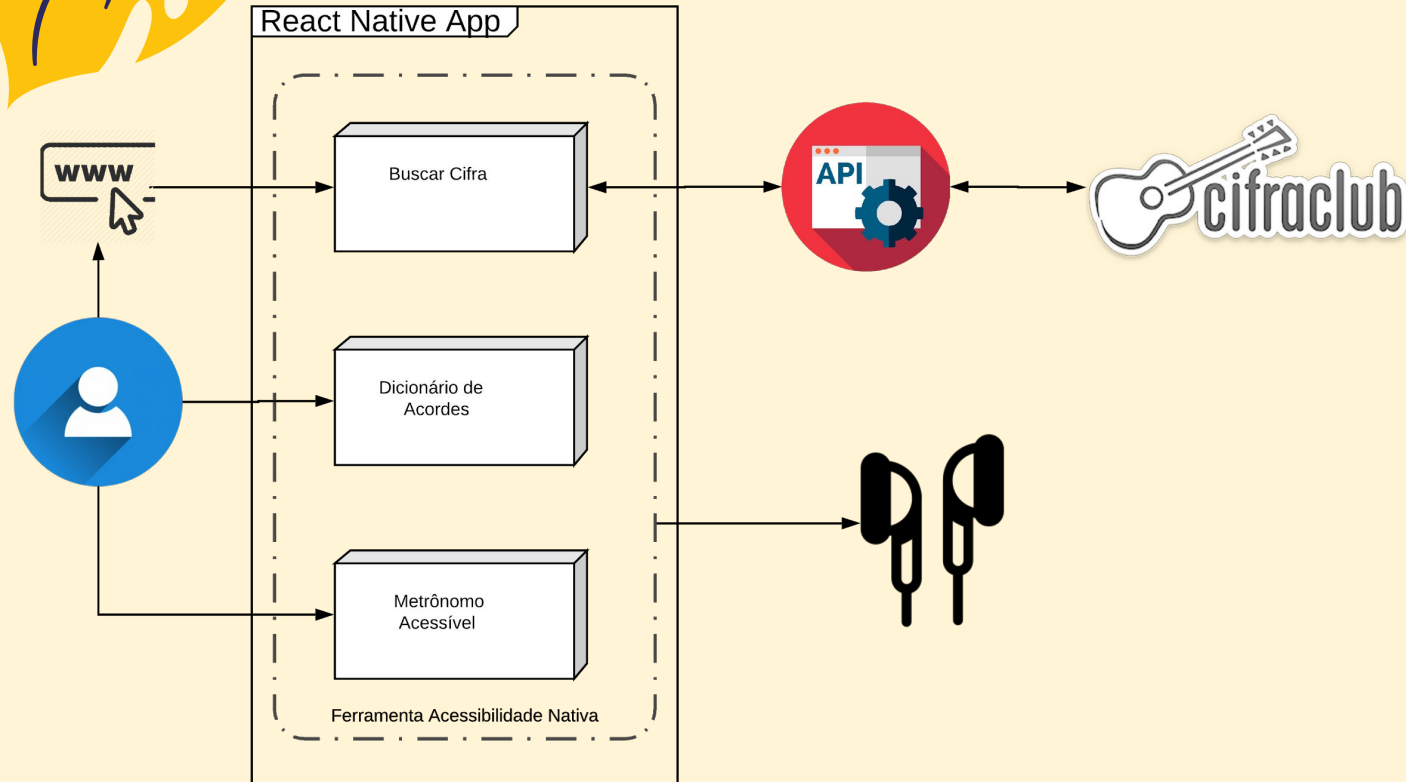 React Native App
www
Buscar Cifra
API
cifraclub
Dicionário de
Acordes
Metrônomo
Acessível
Ferramenta Acessibilidade Nativa